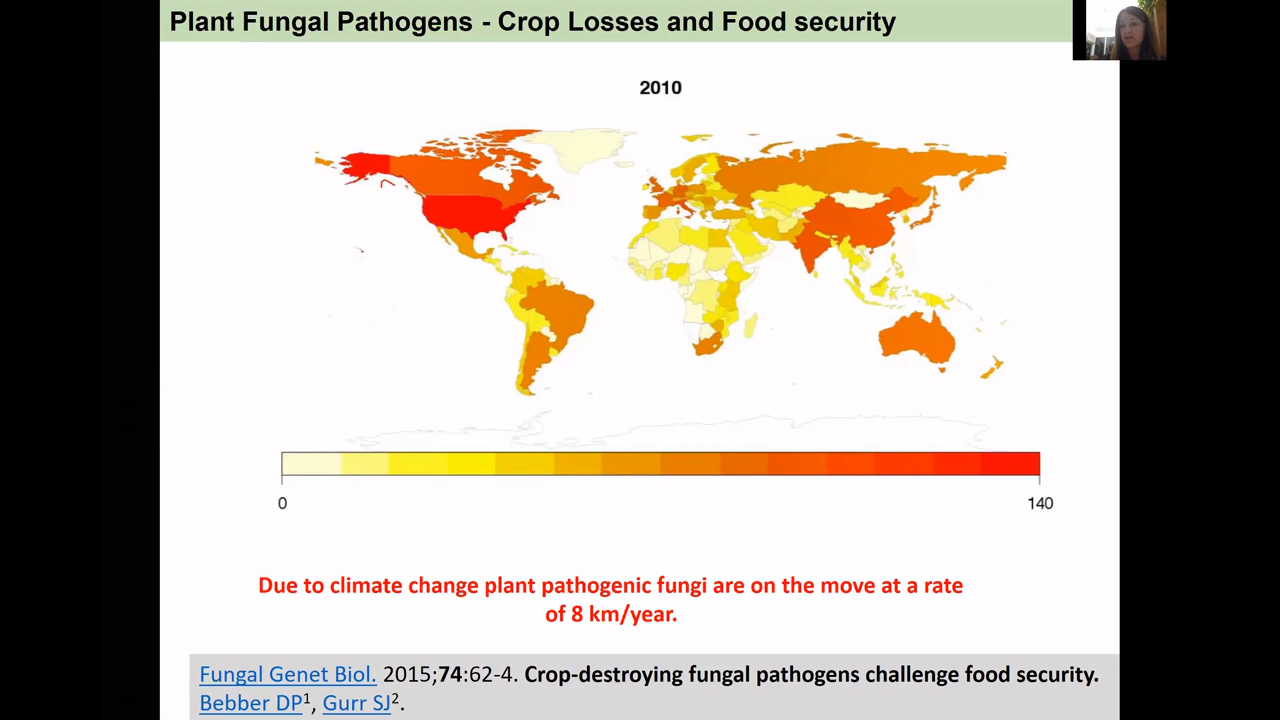 Plant Fungal Pathogens - Crop Losses and Food security
2010
0
140
Due to climate change plant pathogenic fungi are on the move at a rate
of 8 km/year.
Fungal Genet Biol. 2015;74:62-4. Crop-destroying fungal pathogens challenge food security.
Bebber DP1, Gurr SJ2.